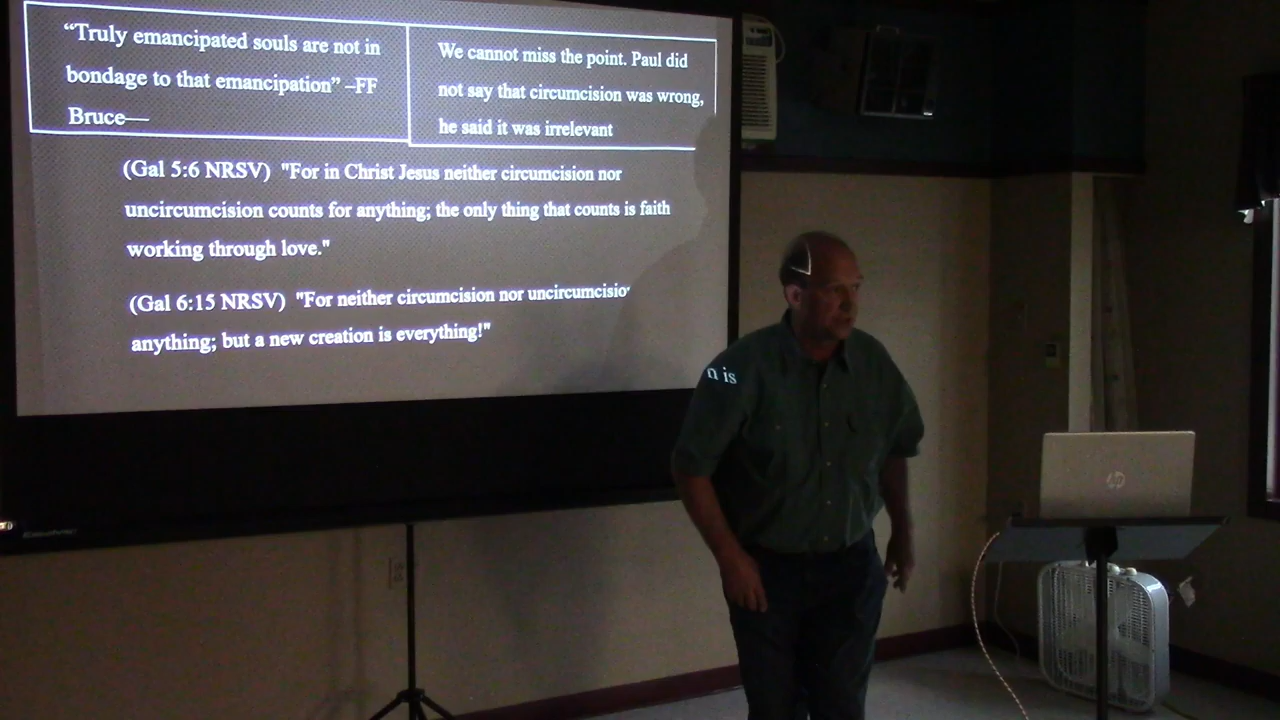 “Truly emancipated souls are not in
bondage to that emancipation” –FF
Bruce—
We cannot miss the point. Paul did
not say that circumcision was wrong,
he said it was irrelevant
(Gal 5:6 NRSV) "For in Christ Jesus neither circumcision nor
uncircumcision counts for anything; the only thing that counts is faith
working through love."
(Gal 6:15 NRSV) "For neither circumcision nor uncircumcision is
anything; but a new creation is everything!"
hp